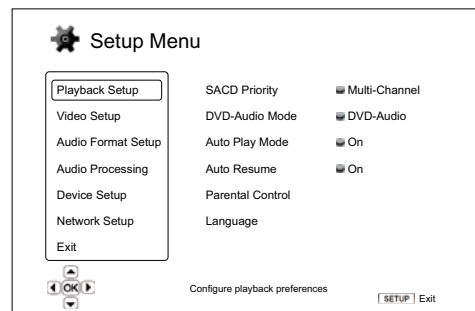 Setup Menu
Playback Setup
Video Setup
Audio Format Setup
Audio Processing
Device Setup
Network Setup
Exit
SACD Priority Multi-Channel
DVD-Audio Mode DVD-Audio
Auto Play Mode On
Auto Resume On
Parental Control
Language
OK
Configure playback preferences
SETUP Exit